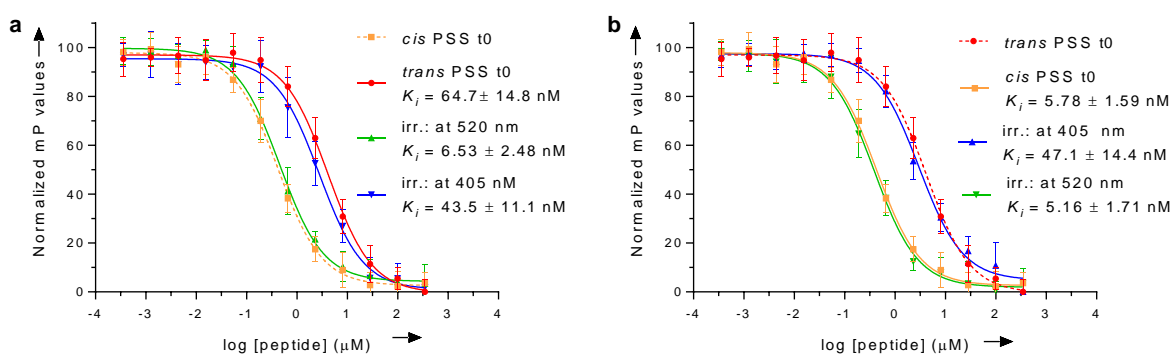 a
Normalized mP values
100
80
60
40
20
0
-4
-3
-2
-1
0
1
2
3
4
log [peptide] (μM)
cis PSS t0
trans PSS t0
Ki = 64.7± 14.8 nM
irr.: at 520 nm
Ki = 6.53 ± 2.48 nM
irr.: at 405 nM
Ki = 43.5 ± 11.1 nM
b
Normalized mP values
100
80
60
40
20
0
-4
-3
-2
-1
0
1
2
3
4
log [peptide] (μM)
trans PSS t0
cis PSS t0
Ki = 5.78 ± 1.59 nM
irr.: at 405 nm
Ki = 47.1 ± 14.4 nM
irr.: at 520 nm
Ki = 5.16 ± 1.71 nM